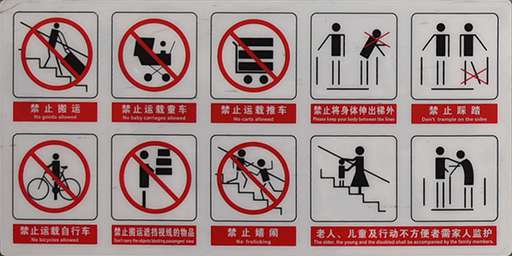 禁止搬运
No goods allowed
禁止运载童车
No baby carriages allowed
禁止运载推车
No carts allowed
禁止将身体伸出梯外
Please keep your body between the lines
禁止踩踏
Don't trample on the sides
禁止运载自行车
No bicycles allowed
禁止搬运遮挡视线的物品
Don't carry the objects blocking passengers' view
禁止嬉闹
No frolicking
老人、儿童及行动不方便者需家人监护
The older, the young and the disabled shall be accompanied by the family members.